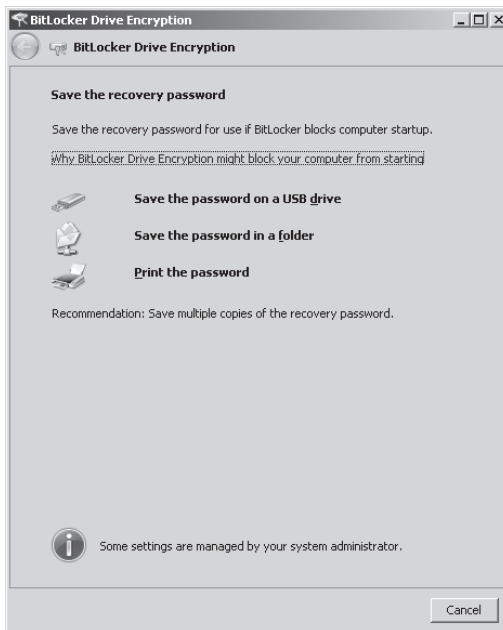 BitLocker Drive Encryption
BitLocker Drive Encryption
Save the recovery password
Save the recovery password for use if BitLocker blocks computer startup.
Why BitLocker Drive Encryption might block your computer from starting
Save the password on a USB drive
Save the password in a folder
Print the password
Recommendation: Save multiple copies of the recovery password.
Some settings are managed by your system administrator.
Cancel